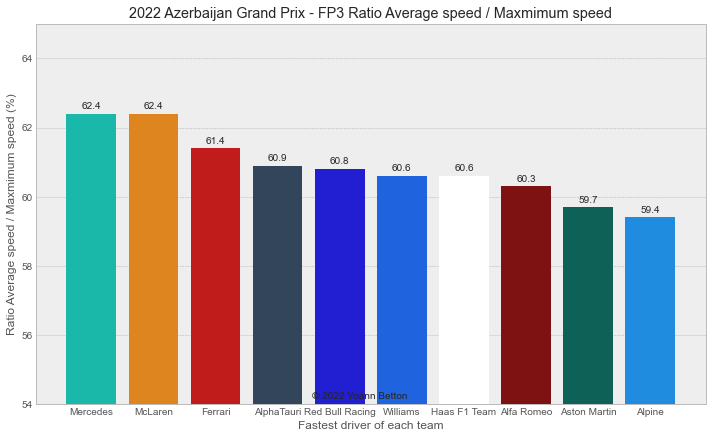 2022 Azerbaijan Grand Prix - FP3 Ratio Average speed / Maxmimum speed
Ratio Average speed / Maxmimum speed (%)
64
62
60
58
56
54
62.4
62.4
61.4
60.9
60.8
60.6
60.6
60.3
59.7
59.4
© 2022 Yoann Betton
Mercedes
McLaren
Ferrari
AlphaTauri
Red Bull Racing
Williams
Haas F1 Team
Alfa Romeo
Aston Martin
Alpine
Fastest driver of each team